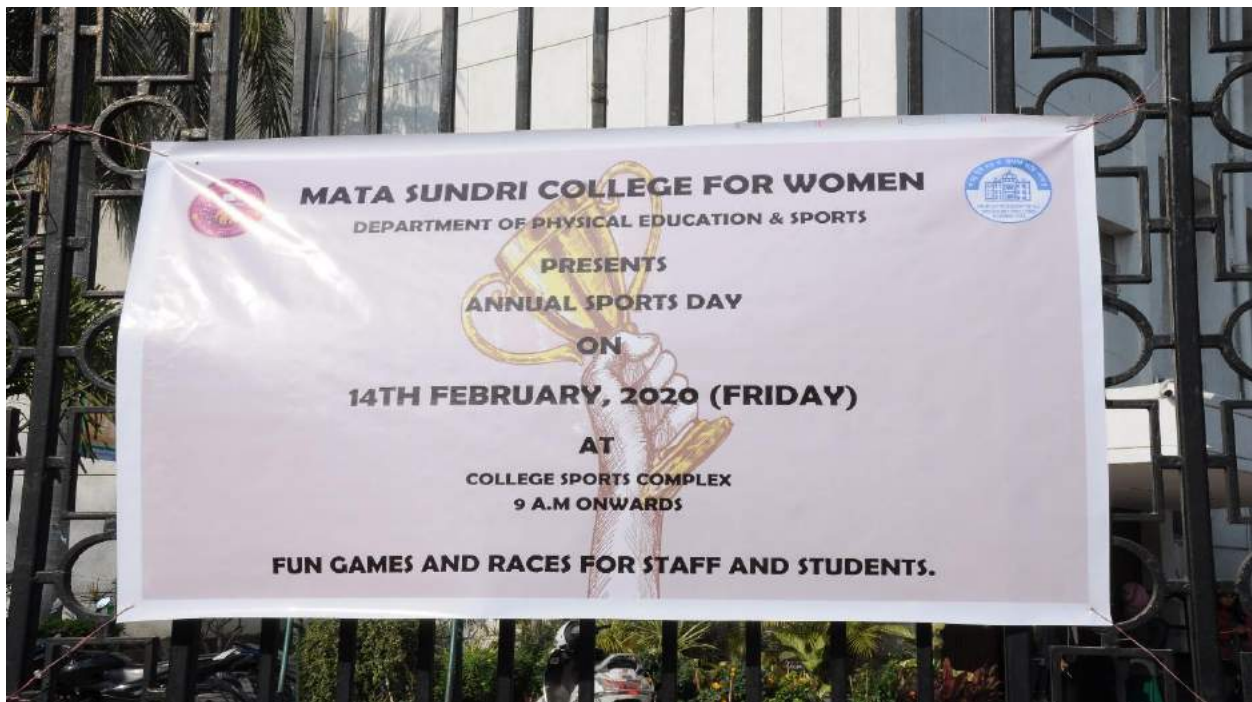 MATA SUNDRI COLLEGE FOR WOMEN
DEPARTMENT OF PHYSICAL EDUCATION & SPORTS
PRESENTS
ANNUAL SPORTS DAY
ON
14TH FEBRUARY, 2020 (FRIDAY)
AT
COLLEGE SPORTS COMPLEX
9 A.M ONWARDS
FUN GAMES AND RACES FOR STAFF AND STUDENTS.